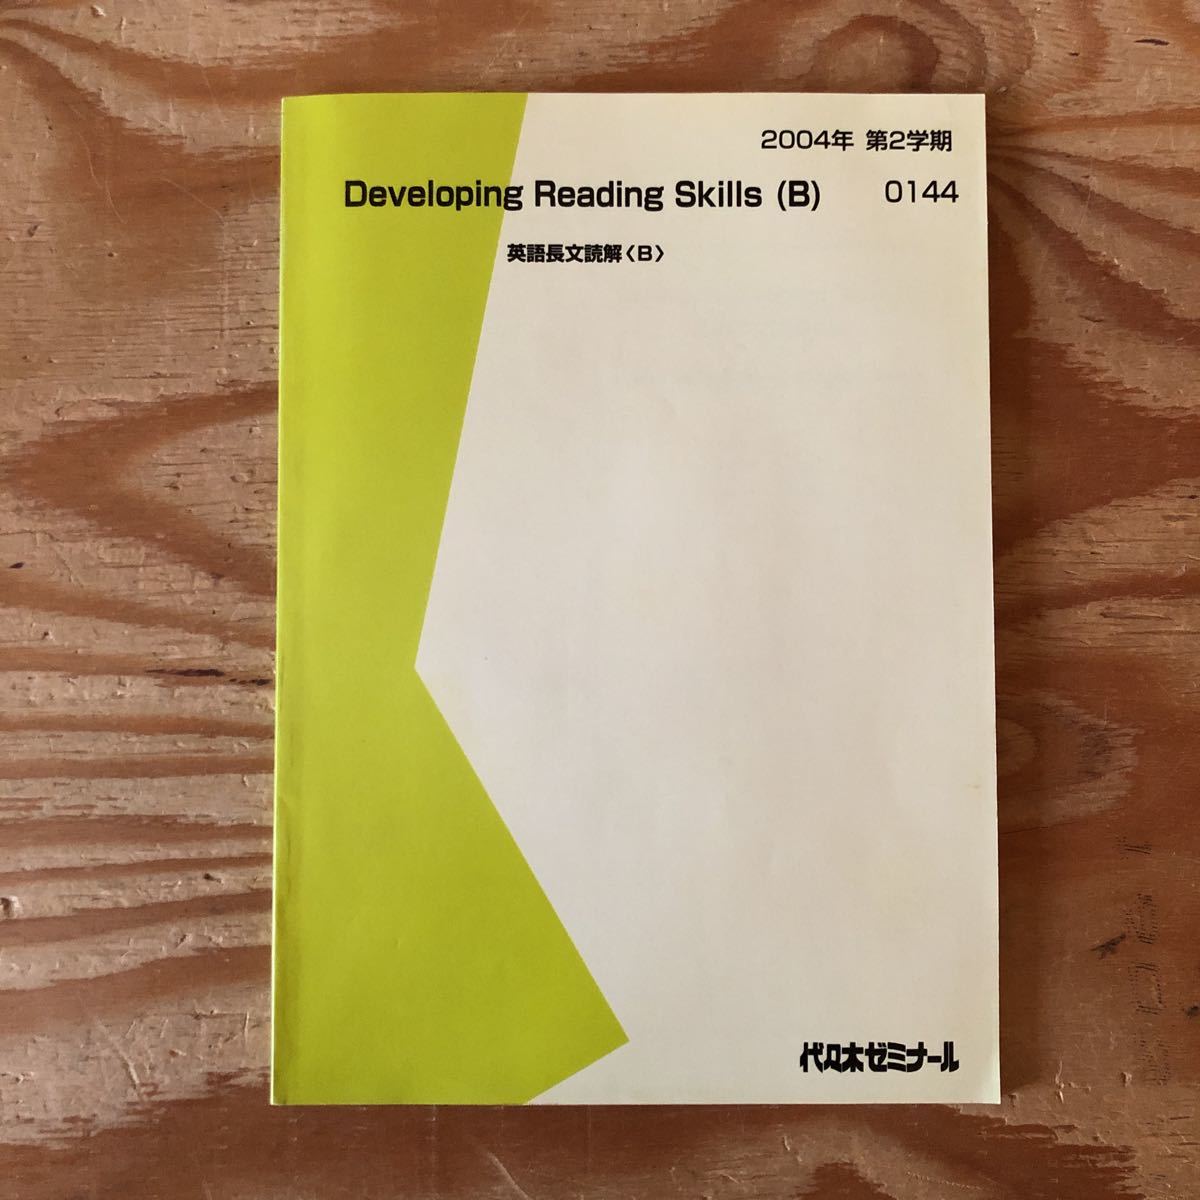 2004年 第2学期
Developing Reading Skills (B) 0144
英語長文読解〈B〉
代々木ゼミナール